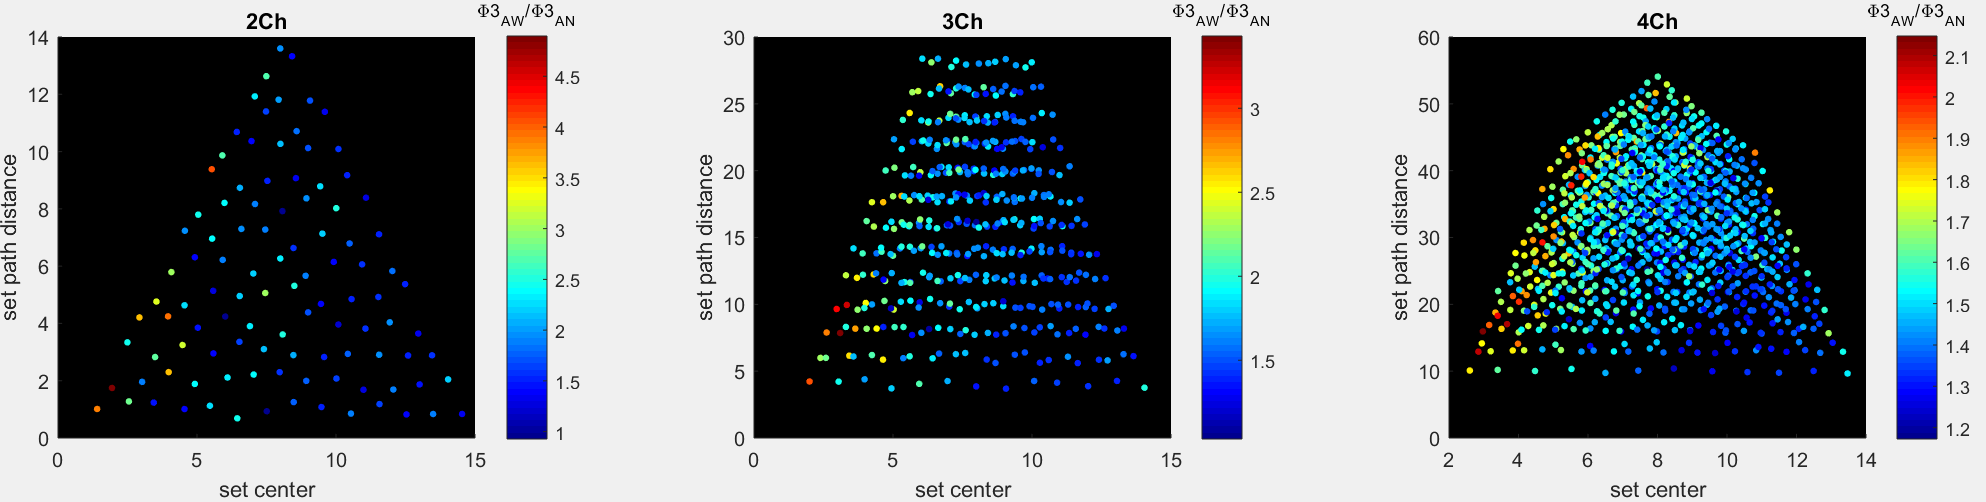 2Ch
Φ3AW/Φ3AN
14
12
10
8
6
4
2
0
0 5 10 15
set center
set path distance
4.5
4
3.5
3
2.5
2
1.5
1
3Ch
Φ3AW/Φ3AN
30
25
20
15
10
5
0
0 5 10 15
set center
set path distance
3
2.5
2
1.5
4Ch
Φ3AW/Φ3AN
60
50
40
30
20
10
0
2 4 6 8 10 12 14
set center
set path distance
2.1
2
1.9
1.8
1.7
1.6
1.5
1.4
1.3
1.2